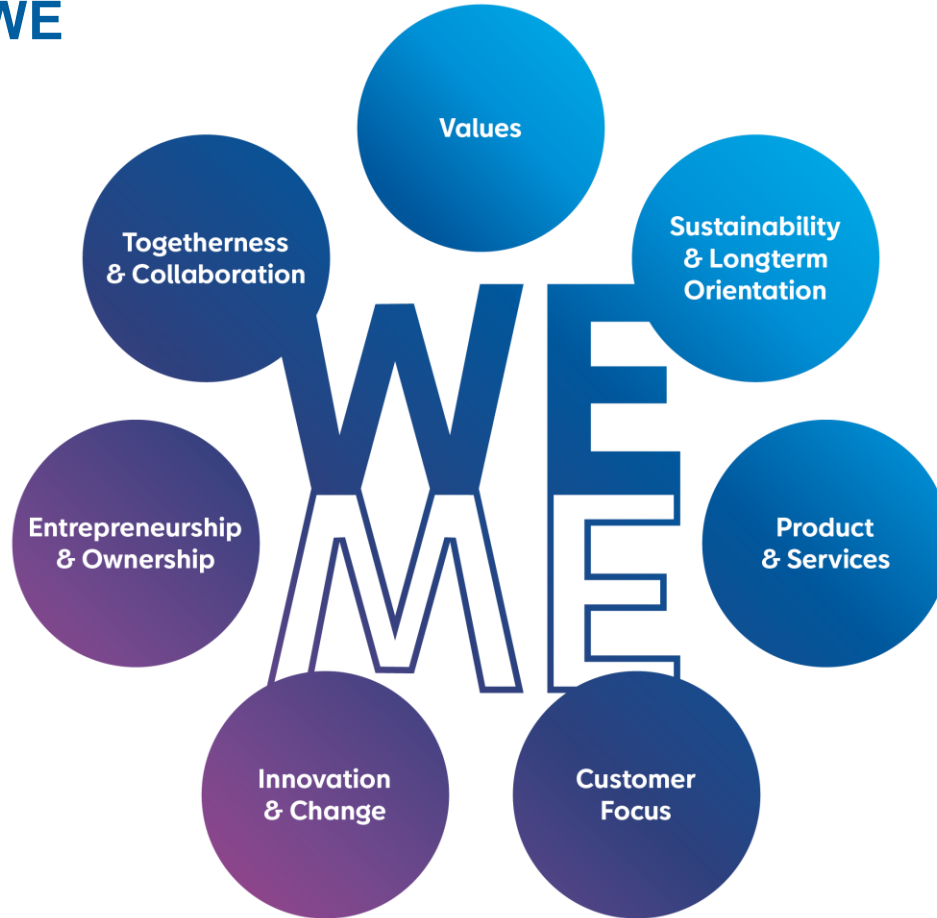 WE
Values
Togetherness
& Collaboration
Sustainability
& Longterm
Orientation
WE
ME
Entrepreneurship
& Ownership
Product
& Services
Innovation
& Change
Customer
Focus